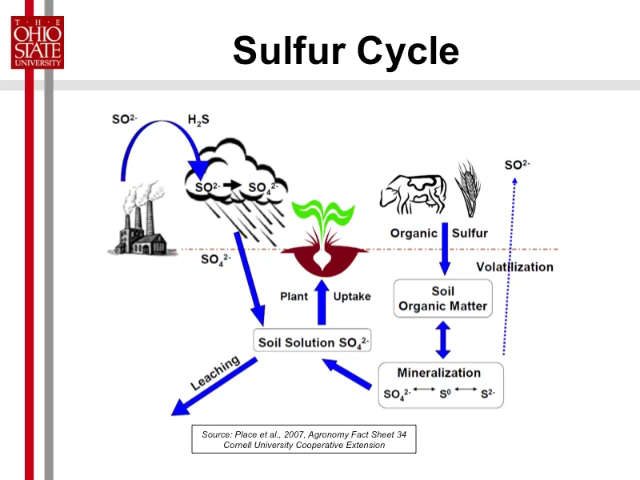 T · H · E
OHIO
STATE
UNIVERSITY
Sulfur Cycle
SO²⁻
H₂S
SO²⁻
SO₄²⁻
SO²⁻
Organic Sulfur
SO₄²⁻
Volatilization
Plant Uptake
Soil
Organic Matter
Soil Solution SO₄²⁻
Leaching
Mineralization
SO₄²⁻ S⁰ S²⁻
Source: Place et al., 2007, Agronomy Fact Sheet 34
Cornell University Cooperative Extension